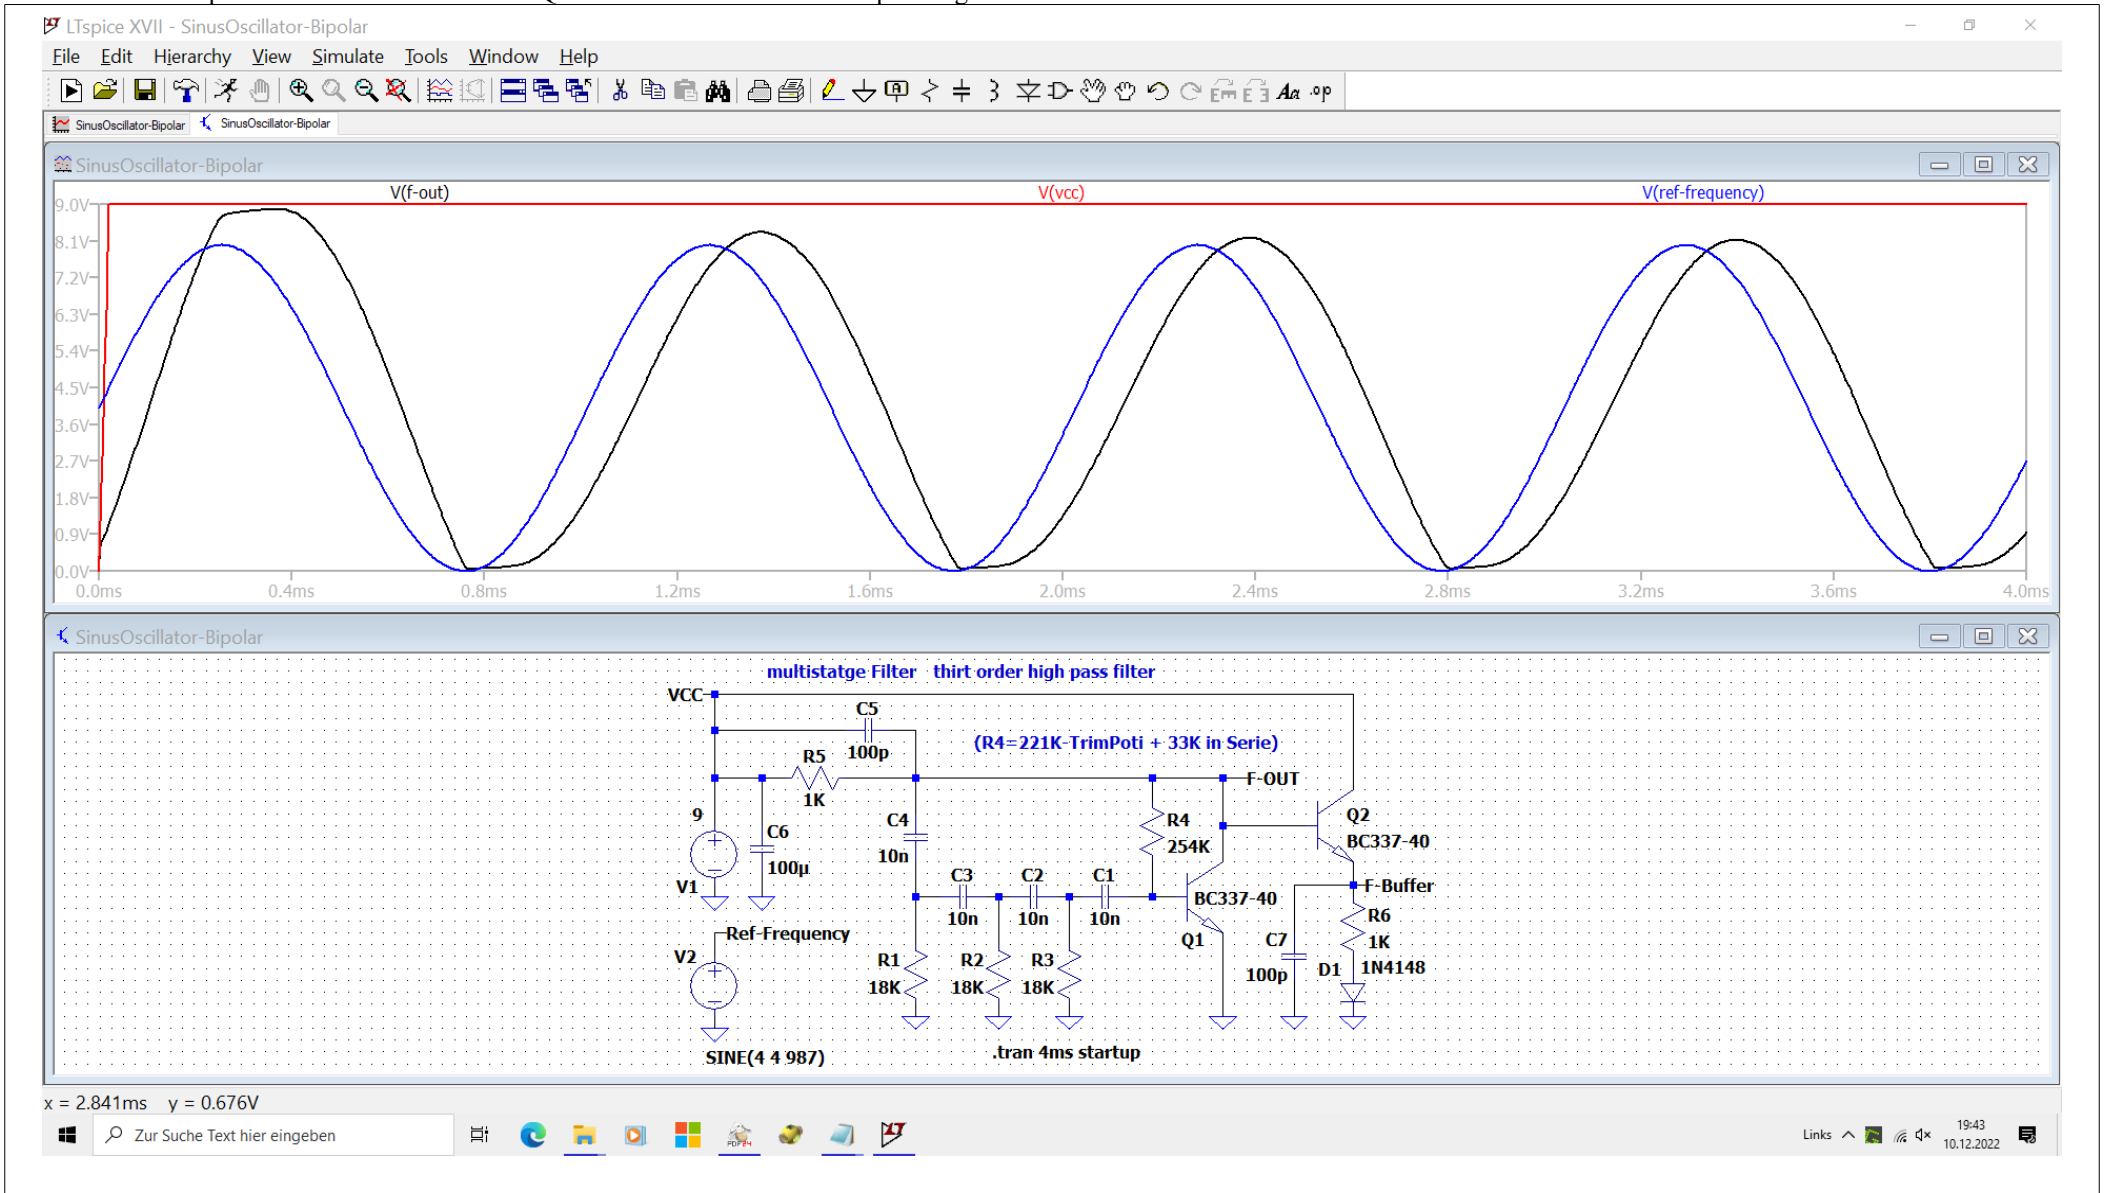 LTspice XVII - SinusOscillator-Bipolar
File Edit Hierarchy View Simulate Tools Window Help
SinusOscillator-Bipolar SinusOscillator-Bipolar
SinusOscillator-Bipolar
V(f-out) V(vcc) V(ref-frequency)
9.0V
8.1V
7.2V
6.3V
5.4V
4.5V
3.6V
2.7V
1.8V
0.9V
0.0V
0.0ms 0.4ms 0.8ms 1.2ms 1.6ms 2.0ms 2.4ms 2.8ms 3.2ms 3.6ms 4.0ms
SinusOscillator-Bipolar
multistatge Filter thirt order high pass filter
VCC
C5
100p
(R4=221K-TrimPoti + 33K in Serie)
R5
1K
F-OUT
9
V1
C6
100µ
C4
10n
R4
254K
Q2
BC337-40
C3
10n
C2
10n
C1
10n
BC337-40
Q1
F-Buffer
R6
1K
C7
100p
D1
1N4148
Ref-Frequency
V2
R1
18K
R2
18K
R3
18K
SINE(4 4 987)
.tran 4ms startup
x = 2.841ms y = 0.676V
Zur Suche Text hier eingeben
Links
19:43
10.12.2022